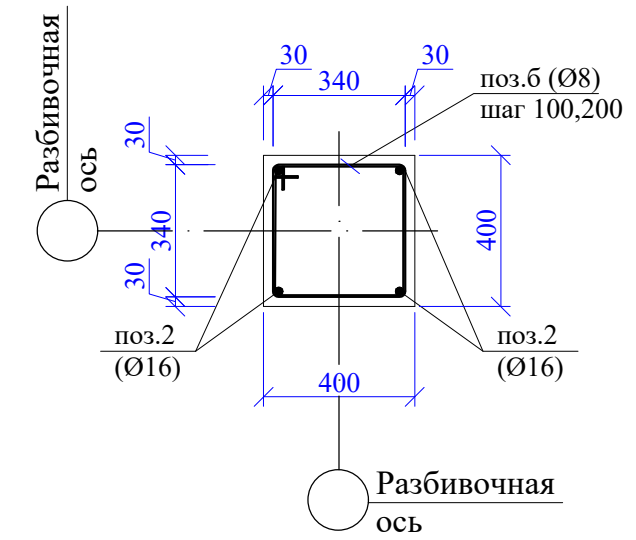 Разбивочная
ось
30
30
340
поз.б (Ø8)
шаг 100,200
30
340
30
400
поз.2
(Ø16)
поз.2
(Ø16)
400
Разбивочная
ось